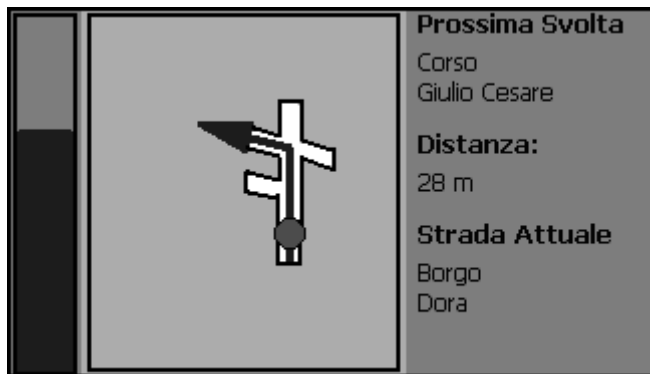 Prossima Svolta
Corso
Giulio Cesare
Distanza:
28 m
Strada Attuale
Borgo
Dora